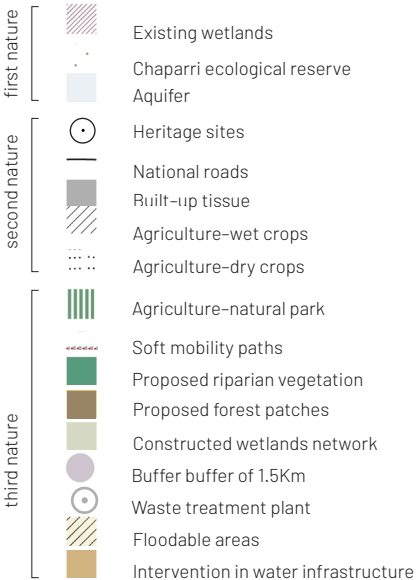 first nature
Existing wetlands
Chaparri ecological reserve
Aquifer
second nature
Heritage sites
National roads
Built-up tissue
Agriculture-wet crops
Agriculture-dry crops
third nature
Agriculture-natural park
Soft mobility paths
Proposed riparian vegetation
Proposed forest patches
Constructed wetlands network
Buffer buffer of 1.5Km
Waste treatment plant
Floodable areas
Intervention in water infrastructure